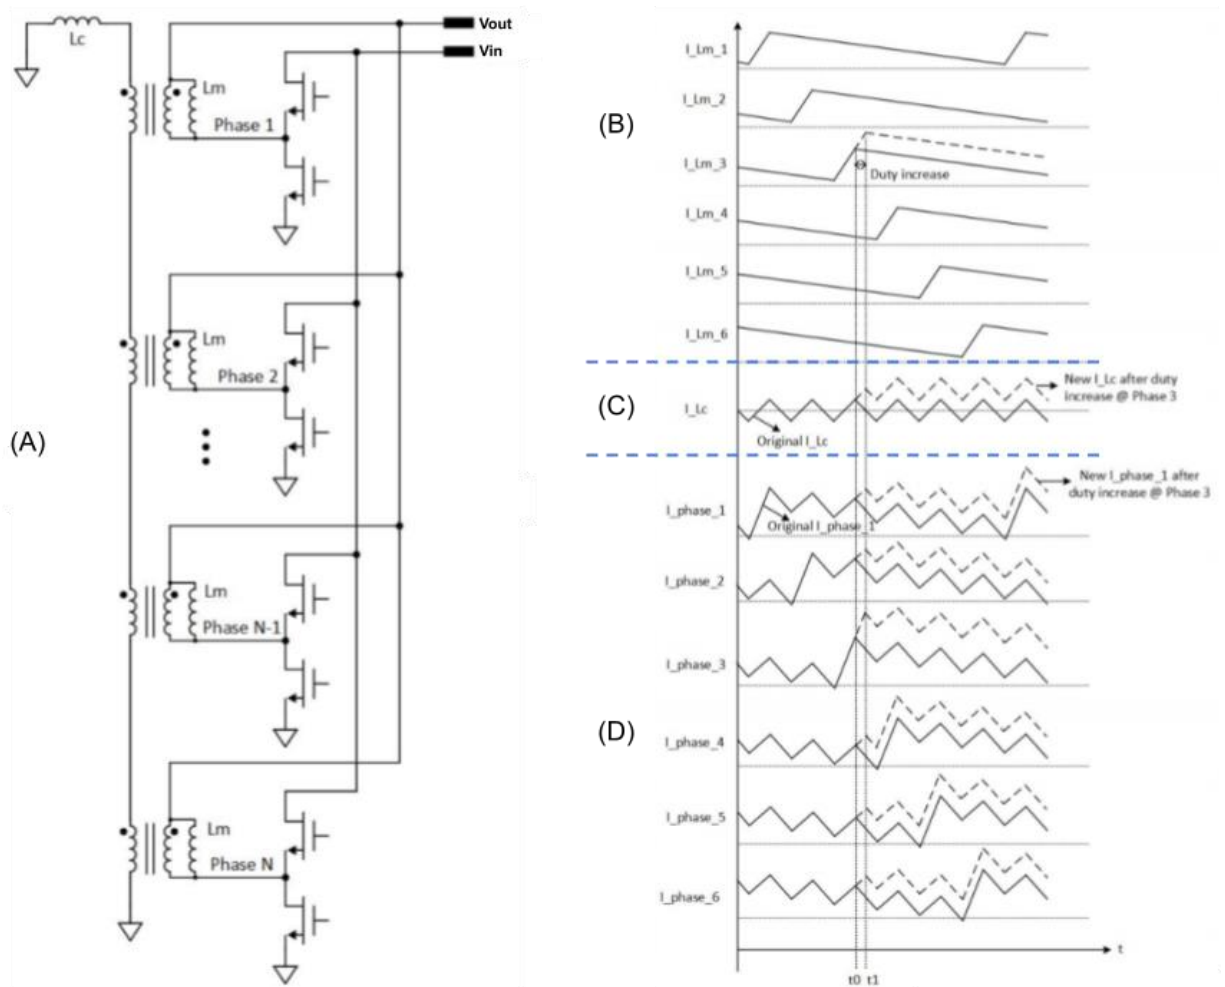 Lc
Vout
Vin
Lm
Phase 1
Lm
Phase 2
(A)
Lm
Phase N-1
Lm
Phase N
I_Lm_1
I_Lm_2
(B)
I_Lm_3
Duty increase
I_Lm_4
I_Lm_5
I_Lm_6
(C)
I_Lc
New I_Lc after duty
increase @ Phase 3
Original I_Lc
New I_phase_1 after
duty increase @ Phase 3
I_phase_1
Original I_phase_1
I_phase_2
I_phase_3
(D)
I_phase_4
I_phase_5
I_phase_6
t
t0 t1